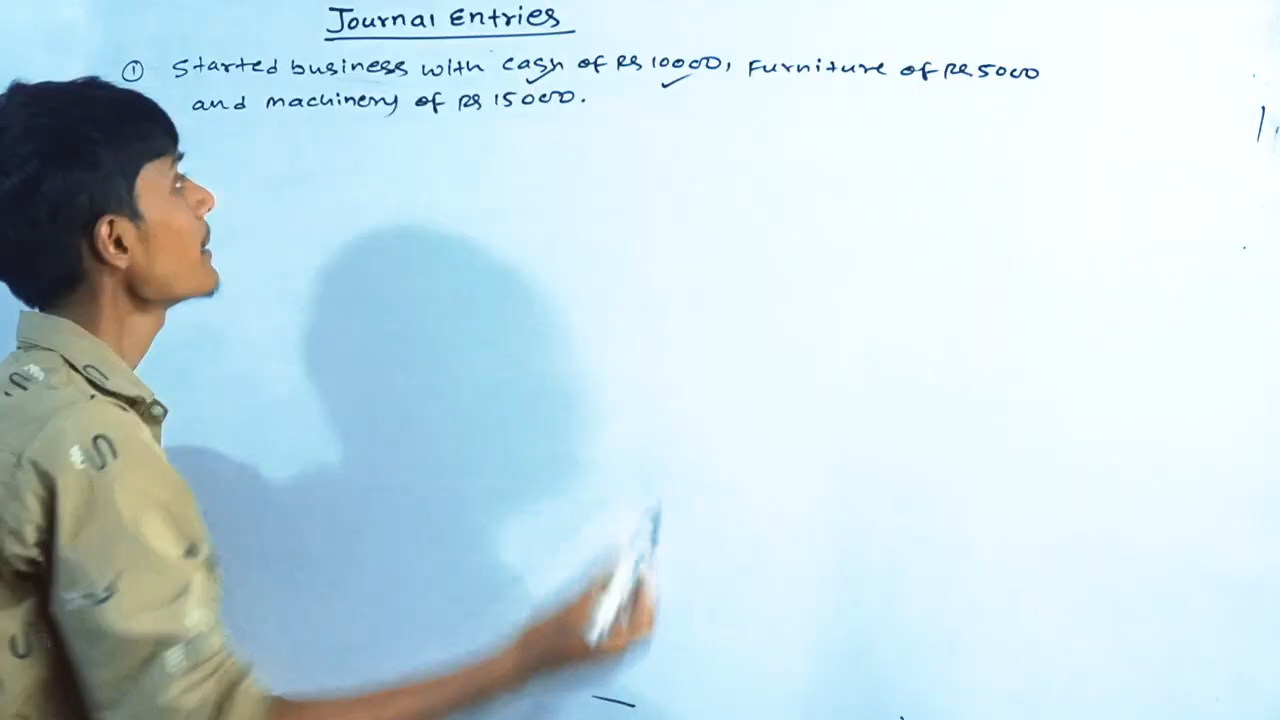 Journal Entries
① Started business with cash of Rs 10000, Furniture of Rs 5000
and machinery of Rs 15000.